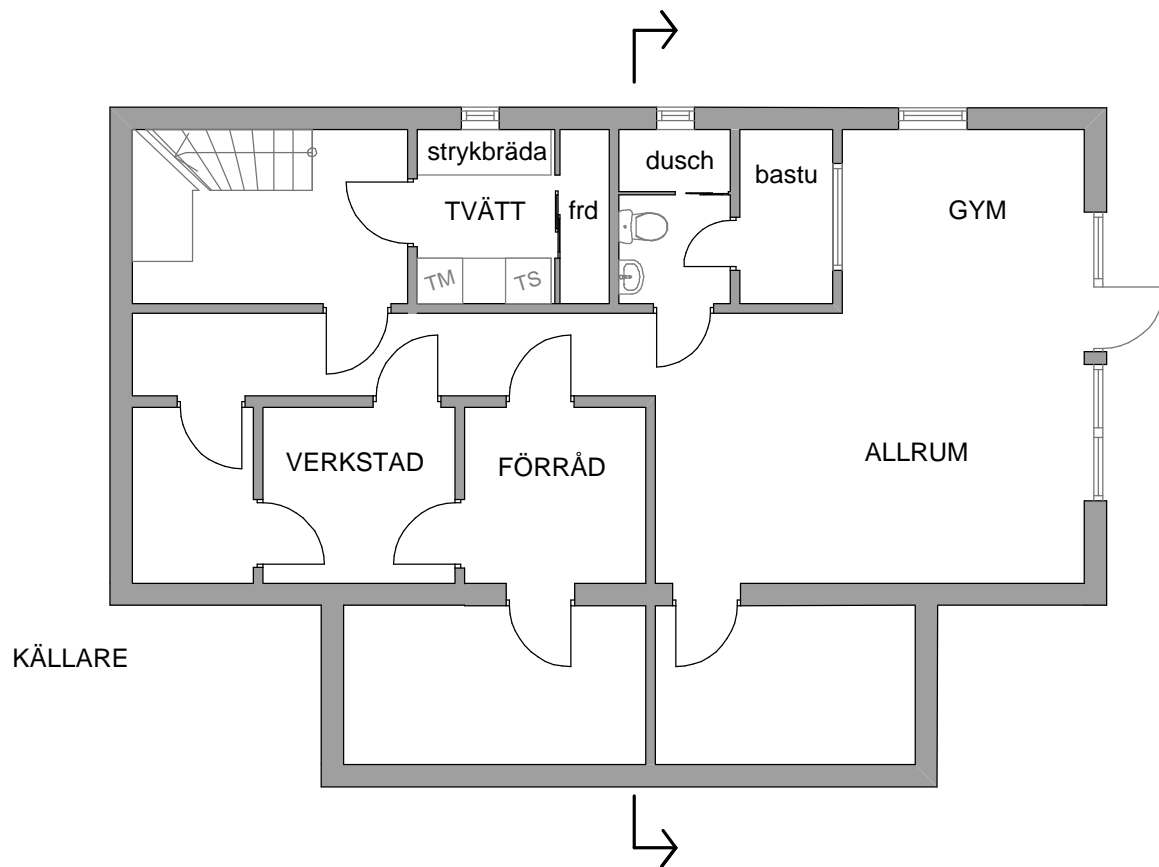 strykbräda
dusch
bastu
TVÄTT
frd
GYM
TM
TS
VERKSTAD
FÖRRÅD
ALLRUM
KÄLLARE